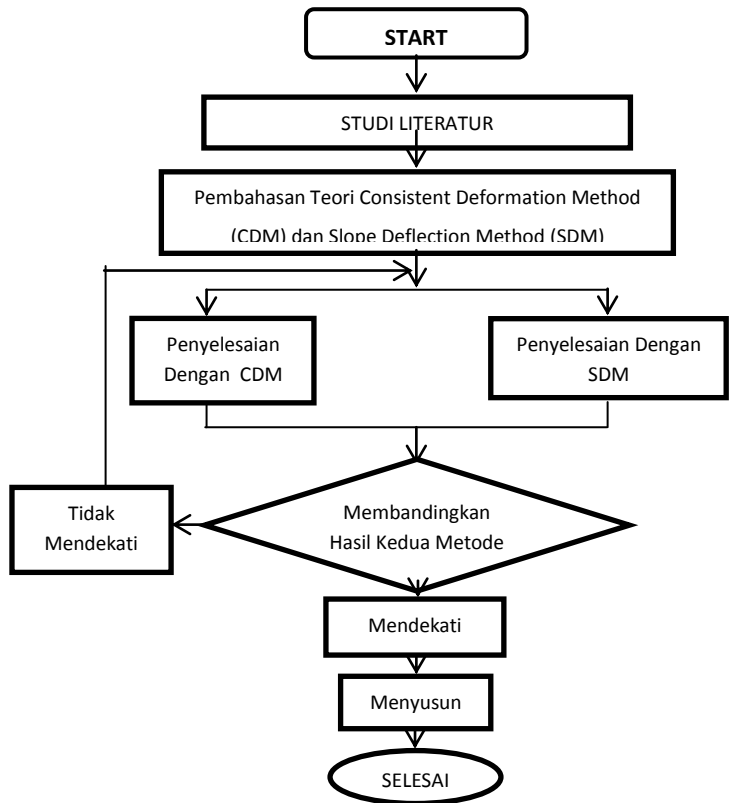 START
STUDI LITERATUR
Pembahasan Teori Consistent Deformation Method
(CDM) dan Slope Deflection Method (SDM)
Penyelesaian
Dengan CDM
Penyelesaian Dengan
SDM
Tidak
Mendekati
Membandingkan
Hasil Kedua Metode
Mendekati
Menyusun
SELESAI